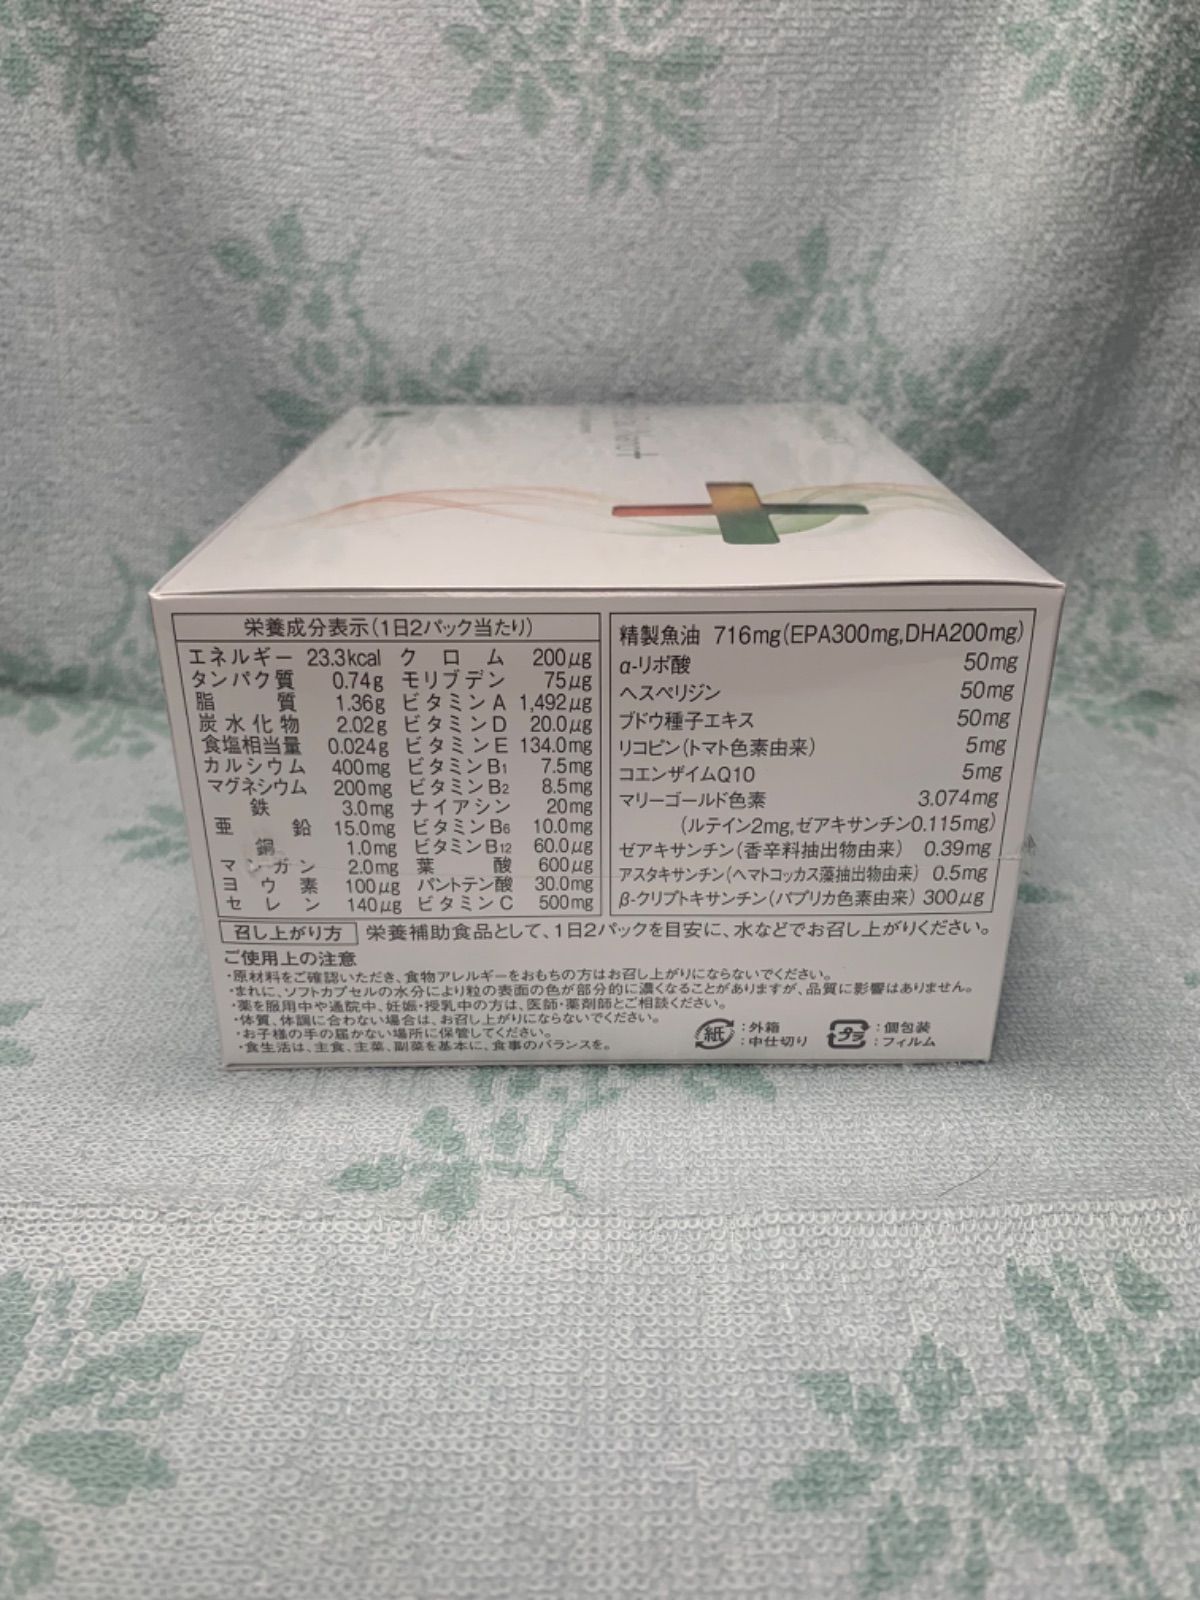 栄養成分表示(1日2パック当たり)
エネルギー 23.3kcal クロム 200μg
タンパク質 0.74g モリブデン 75μg
脂質 1.36g ビタミンA 1,492μg
炭水化物 2.02g ビタミンD 20.0μg
食塩相当量 0.024g ビタミンE 134.0mg
カルシウム 400mg ビタミンB1 7.5mg
マグネシウム 200mg ビタミンB2 8.5mg
鉄 3.0mg ナイアシン 20mg
亜鉛 15.0mg ビタミンB6 10.0mg
銅 1.0mg ビタミンB12 60.0μg
マンガン 2.0mg 葉酸 600μg
ヨウ素 100μg パントテン酸 30.0mg
セレン 140μg ビタミンC 500mg
精製魚油 716mg(EPA300mg,DHA200mg)
α-リポ酸 50mg
ヘスペリジン 50mg
ブドウ種子エキス 50mg
リコピン(トマト色素由来) 5mg
コエンザイムQ10 5mg
マリーゴールド色素 3.074mg
(ルテイン2mg,ゼアキサンチン0.115mg)
ゼアキサンチン(香辛料抽出物由来) 0.39mg
アスタキサンチン(ヘマトコッカス藻抽出物由来) 0.5mg
β-クリプトキサンチン(パプリカ色素由来) 300μg
召し上がり方 栄養補助食品として、1日2パックを目安に、水などでお召し上がりください。
ご使用上の注意
・原材料をご確認いただき、食物アレルギーをおもちの方はお召し上がりにならないでください。
・まれに、ソフトカプセルの水分により粒の表面の色が部分的に濃くなることがありますが、品質に影響はありません。
・薬を服用中や通院中、妊娠・授乳中の方は、医師・薬剤師とご相談ください。
・体質、体調に合わない場合は、お召し上がりにならないでください。
・お子様の手の届かない場所に保管してください。
・食生活は、主食、主菜、副菜を基本に、食事のバランスを。
紙 :外箱 プラ :個包装
:中仕切り :フィルム